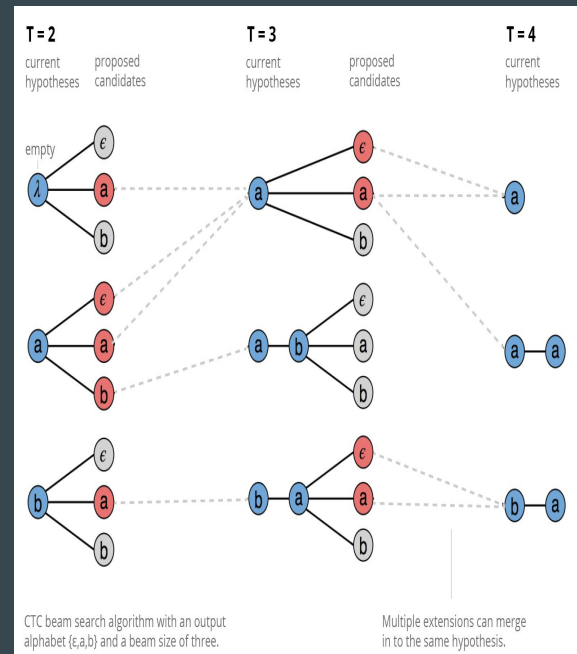 T = 2
T = 3
T = 4
current proposed
hypotheses candidates
current proposed
hypotheses candidates
current
hypotheses
empty
λ
ϵ
a
b
a
ϵ
a
b
a
a
ϵ
a
b
a b
ϵ
a
b
a a
b
ϵ
a
b
b a
ϵ
a
b
b a
CTC beam search algorithm with an output
alphabet {ε,a,b} and a beam size of three.
Multiple extensions can merge
in to the same hypothesis.